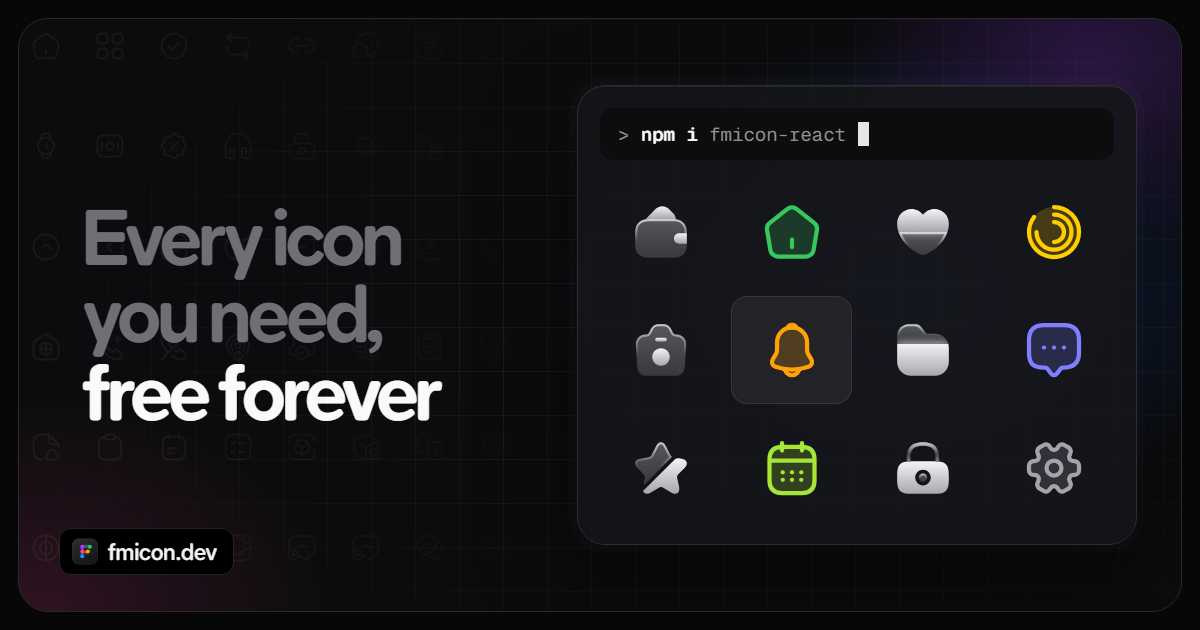 Every icon
you need,
free forever
fmicon.dev
> npm i fmicon-react